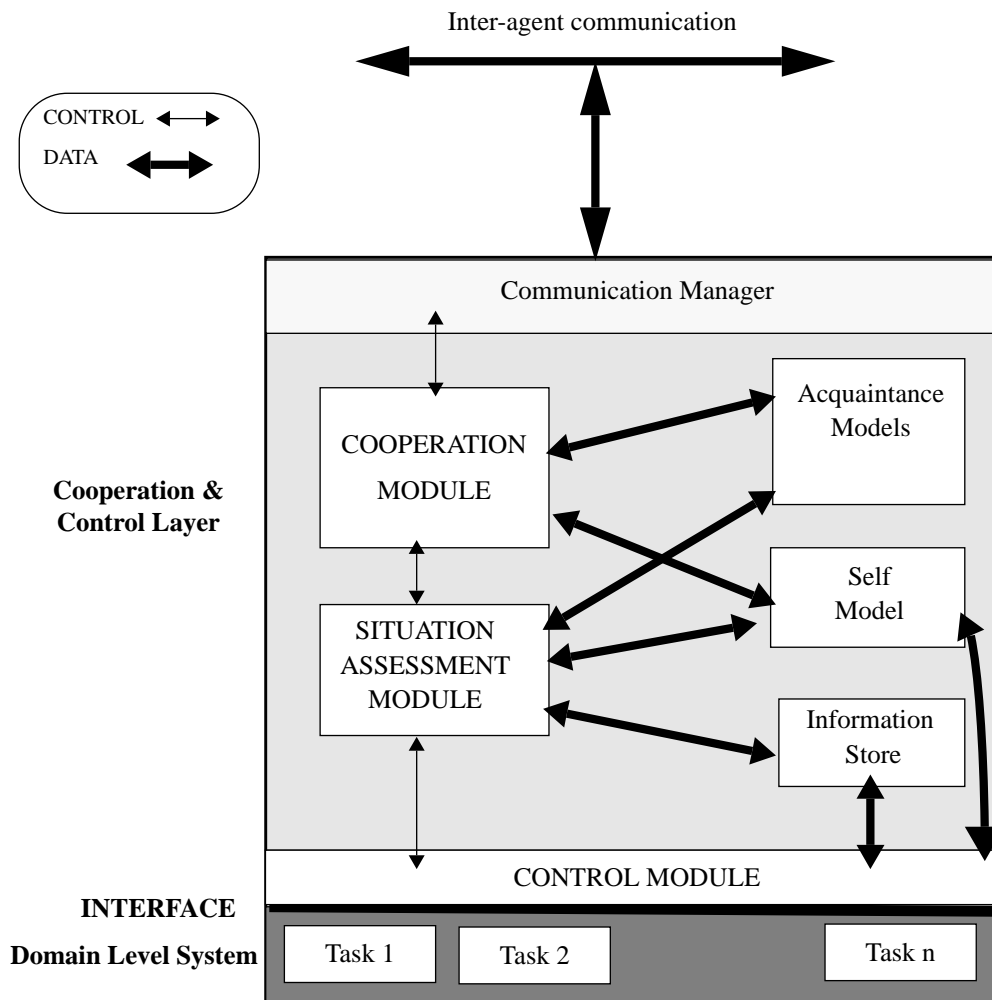 Inter-agent communication
CONTROL
DATA
Communication Manager
COOPERATION
MODULE
Acquaintance
Models
Cooperation &
Control Layer
Self
Model
SITUATION
ASSESSMENT
MODULE
Information
Store
CONTROL MODULE
INTERFACE
Domain Level System
Task 1
Task 2
Task n